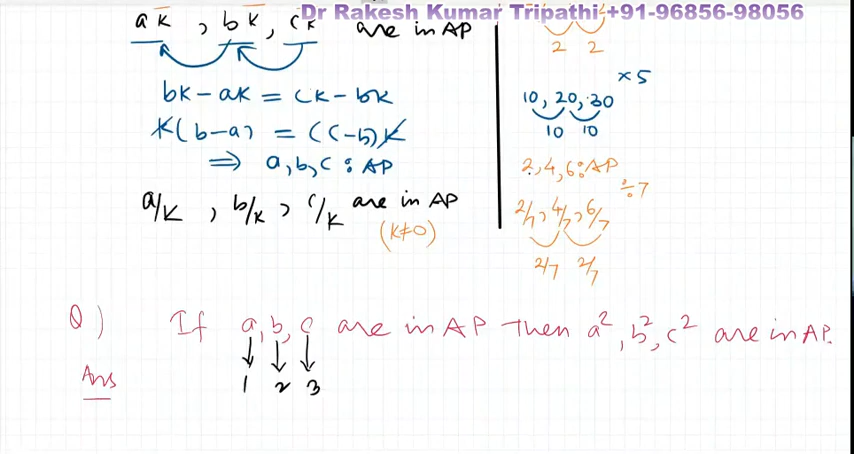 Dr Rakesh Kumar Tripathi +91-96856-98056
ak, bk, ck are in AP
bk-ak = ck-bk
k(b-a) = (c-b)k
⇒ a, b, c : AP
a/k, b/k, c/k are in AP
(k≠0)
2 2
×5
10, 20, 30
10 10
2, 4, 6 : AP
÷7
2/7, 4/7, 6/7
2/7 2/7
Q) If a, b, c are in AP Then a², b², c² are in AP.
Ans
1 2 3